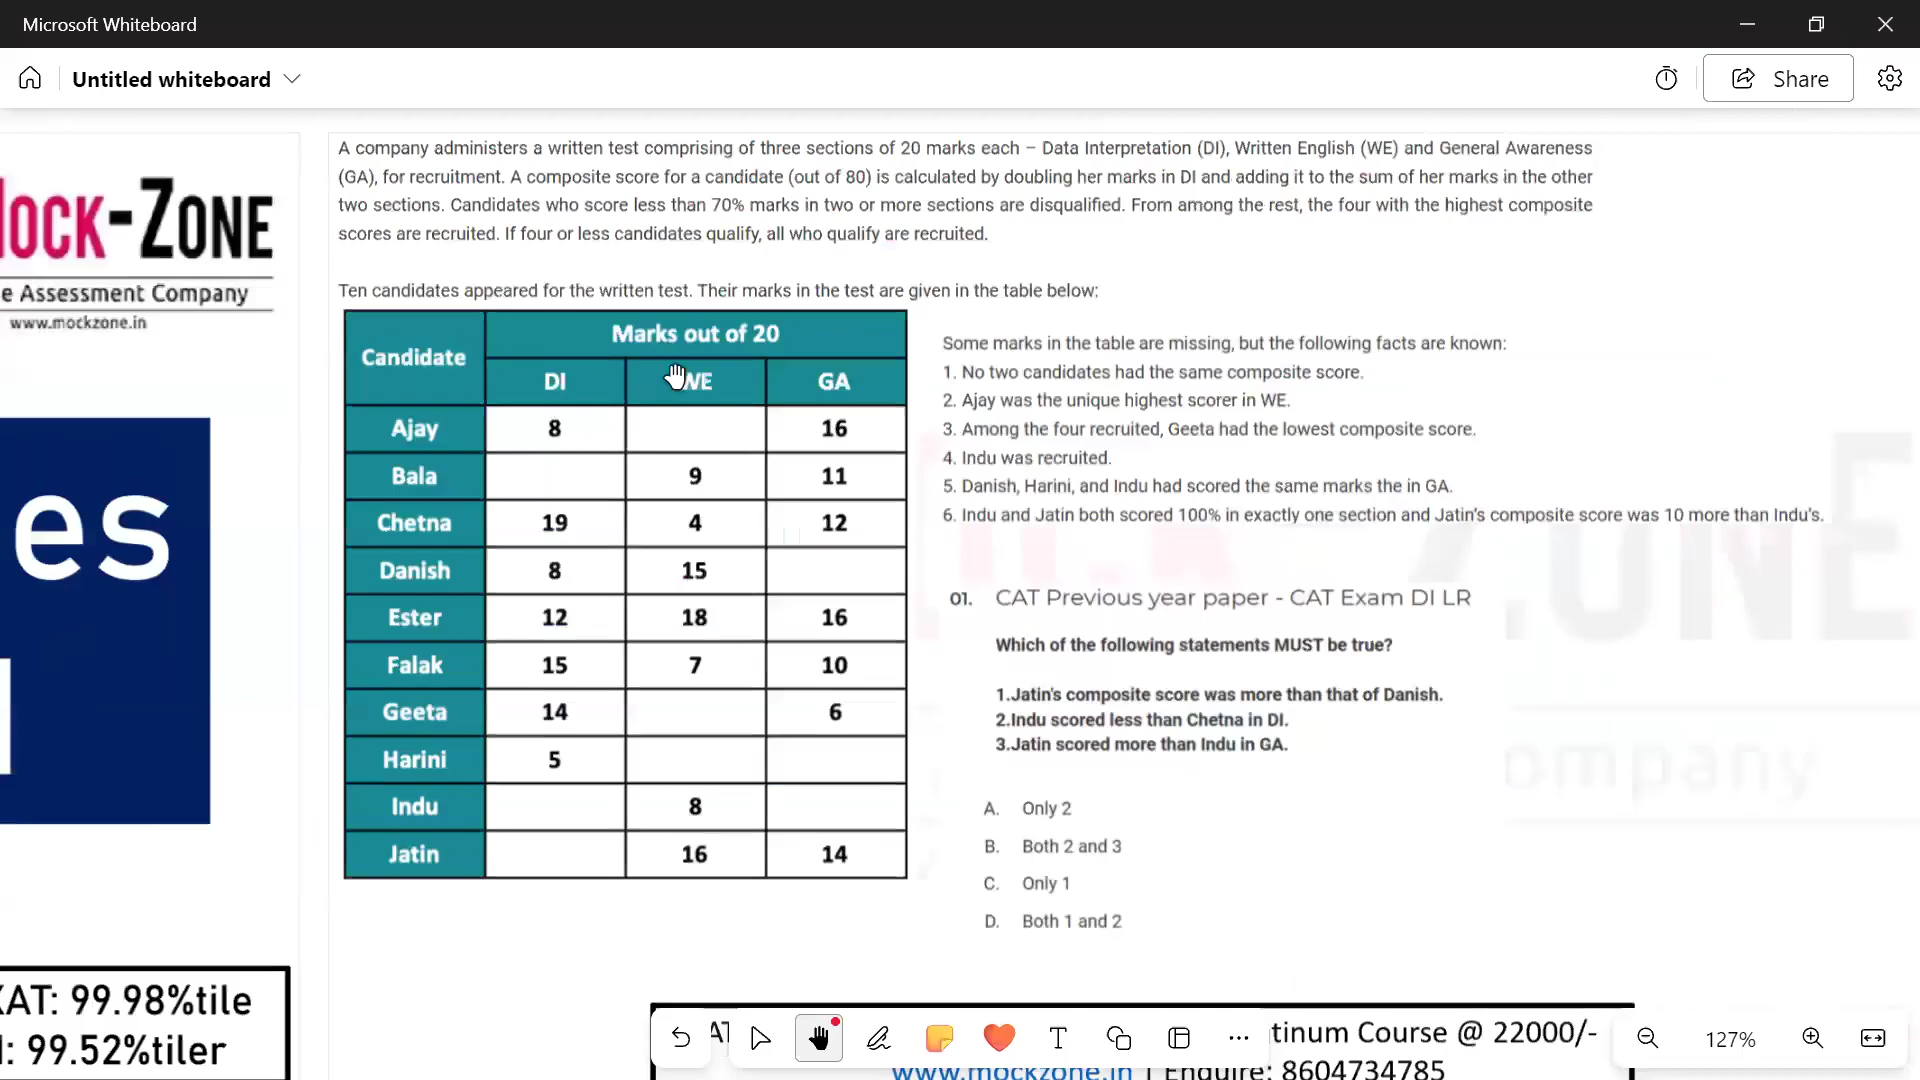 Microsoft Whiteboard
Untitled whiteboard
Share
OCK-ZONE
e Assessment Company
www.mockzone.in
es
AT: 99.98%tile
: 99.52%tiler
A company administers a written test comprising of three sections of 20 marks each – Data Interpretation (DI), Written English (WE) and General Awareness
(GA), for recruitment. A composite score for a candidate (out of 80) is calculated by doubling her marks in DI and adding it to the sum of her marks in the other
two sections. Candidates who score less than 70% marks in two or more sections are disqualified. From among the rest, the four with the highest composite
scores are recruited. If four or less candidates qualify, all who qualify are recruited.
Ten candidates appeared for the written test. Their marks in the test are given in the table below:
Candidate Marks out of 20
DI WE GA
Ajay 8 16
Bala 9 11
Chetna 19 4 12
Danish 8 15
Ester 12 18 16
Falak 15 7 10
Geeta 14 6
Harini 5
Indu 8
Jatin 16 14
Some marks in the table are missing, but the following facts are known:
1. No two candidates had the same composite score.
2. Ajay was the unique highest scorer in WE.
3. Among the four recruited, Geeta had the lowest composite score.
4. Indu was recruited.
5. Danish, Harini, and Indu had scored the same marks the in GA.
6. Indu and Jatin both scored 100% in exactly one section and Jatin's composite score was 10 more than Indu's.
01. CAT Previous year paper - CAT Exam DI LR
Which of the following statements MUST be true?
1.Jatin's composite score was more than that of Danish.
2.Indu scored less than Chetna in DI.
3.Jatin scored more than Indu in GA.
A. Only 2
B. Both 2 and 3
C. Only 1
D. Both 1 and 2
ZONE
ompany
tinum Course @ 22000/-
www.mockzone.in | Enquire: 8604734785
127%